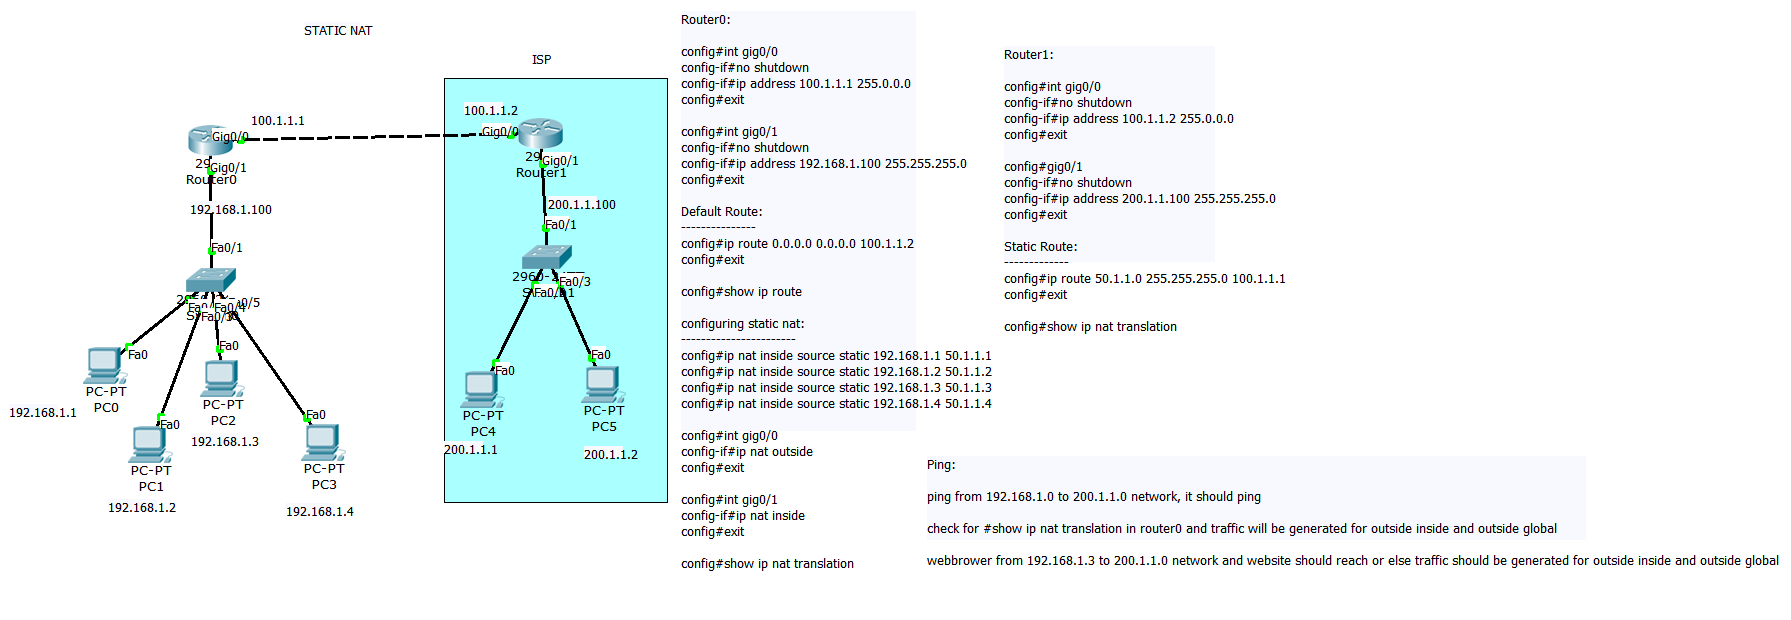 STATIC NAT
ISP
100.1.1.1
100.1.1.2
Gig0/0
Gig0/0
29
Gig0/1
Router0
29
Gig0/1
Router1
192.168.1.100
200.1.1.100
Fa0/1
Fa0/1
2960-2
Fa0/3
Fa0
Fa0
PC-PT
PC0
192.168.1.1
Fa0
PC-PT
PC2
192.168.1.3
Fa0
PC-PT
PC1
192.168.1.2
Fa0
PC-PT
PC3
192.168.1.4
Fa0
PC-PT
PC4
200.1.1.1
PC-PT
PC5
200.1.1.2
Router0:
config#int gig0/0
config-if#no shutdown
config-if#ip address 100.1.1.1 255.0.0.0
config#exit
config#int gig0/1
config-if#no shutdown
config-if#ip address 192.168.1.100 255.255.255.0
config#exit
Default Route:
---------------
config#ip route 0.0.0.0 0.0.0.0 100.1.1.2
config#exit
config#show ip route
configuring static nat:
-----------------------
config#ip nat inside source static 192.168.1.1 50.1.1.1
config#ip nat inside source static 192.168.1.2 50.1.1.2
config#ip nat inside source static 192.168.1.3 50.1.1.3
config#ip nat inside source static 192.168.1.4 50.1.1.4
config#int gig0/0
config-if#ip nat outside
config#exit
config#int gig0/1
config-if#ip nat inside
config#exit
config#show ip nat translation
Router1:
config#int gig0/0
config-if#no shutdown
config-if#ip address 100.1.1.2 255.0.0.0
config#exit
config#gig0/1
config-if#no shutdown
config-if#ip address 200.1.1.100 255.255.255.0
config#exit
Static Route:
-------------
config#ip route 50.1.1.0 255.255.255.0 100.1.1.1
config#exit
config#show ip nat translation
Ping:
ping from 192.168.1.0 to 200.1.1.0 network, it should ping
check for #show ip nat translation in router0 and traffic will be generated for outside inside and outside global
webbrower from 192.168.1.3 to 200.1.1.0 network and website should reach or else traffic should be generated for outside inside and outside global